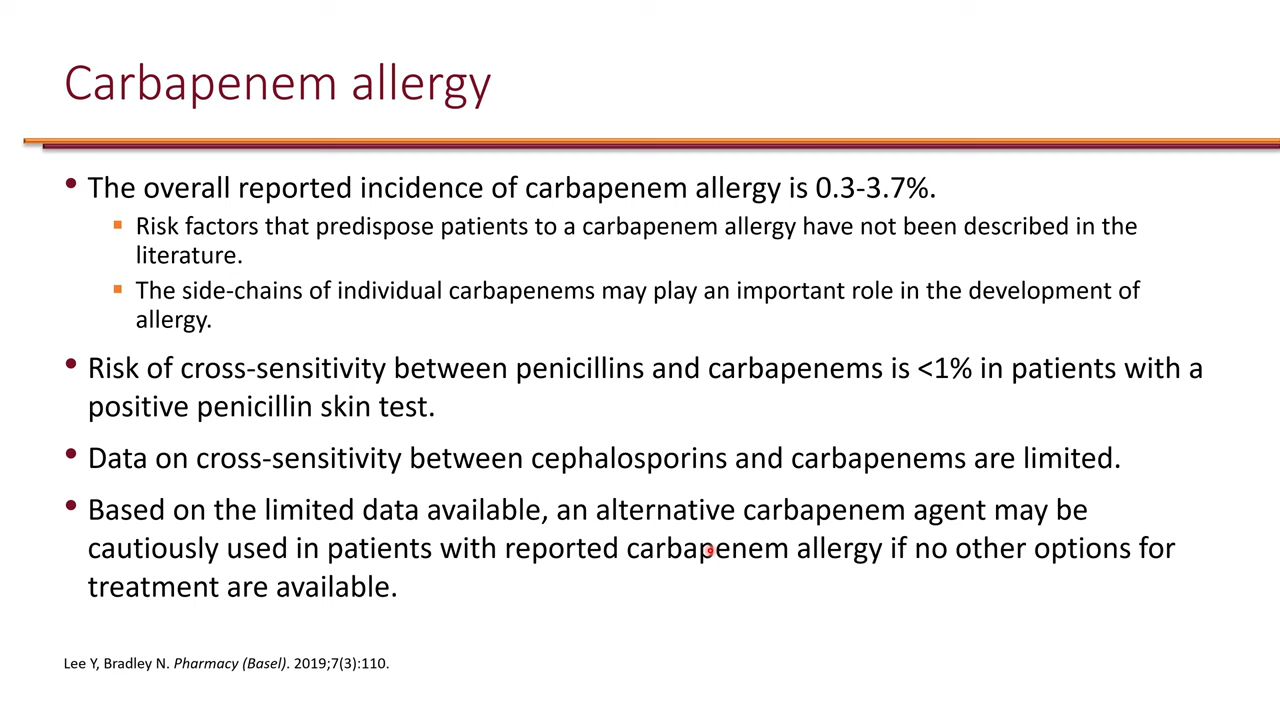 Carbapenem allergy
• The overall reported incidence of carbapenem allergy is 0.3-3.7%.
▪ Risk factors that predispose patients to a carbapenem allergy have not been described in the
literature.
▪ The side-chains of individual carbapenems may play an important role in the development of
allergy.
• Risk of cross-sensitivity between penicillins and carbapenems is <1% in patients with a
positive penicillin skin test.
• Data on cross-sensitivity between cephalosporins and carbapenems are limited.
• Based on the limited data available, an alternative carbapenem agent may be
cautiously used in patients with reported carbapenem allergy if no other options for
treatment are available.
Lee Y, Bradley N. Pharmacy (Basel). 2019;7(3):110.